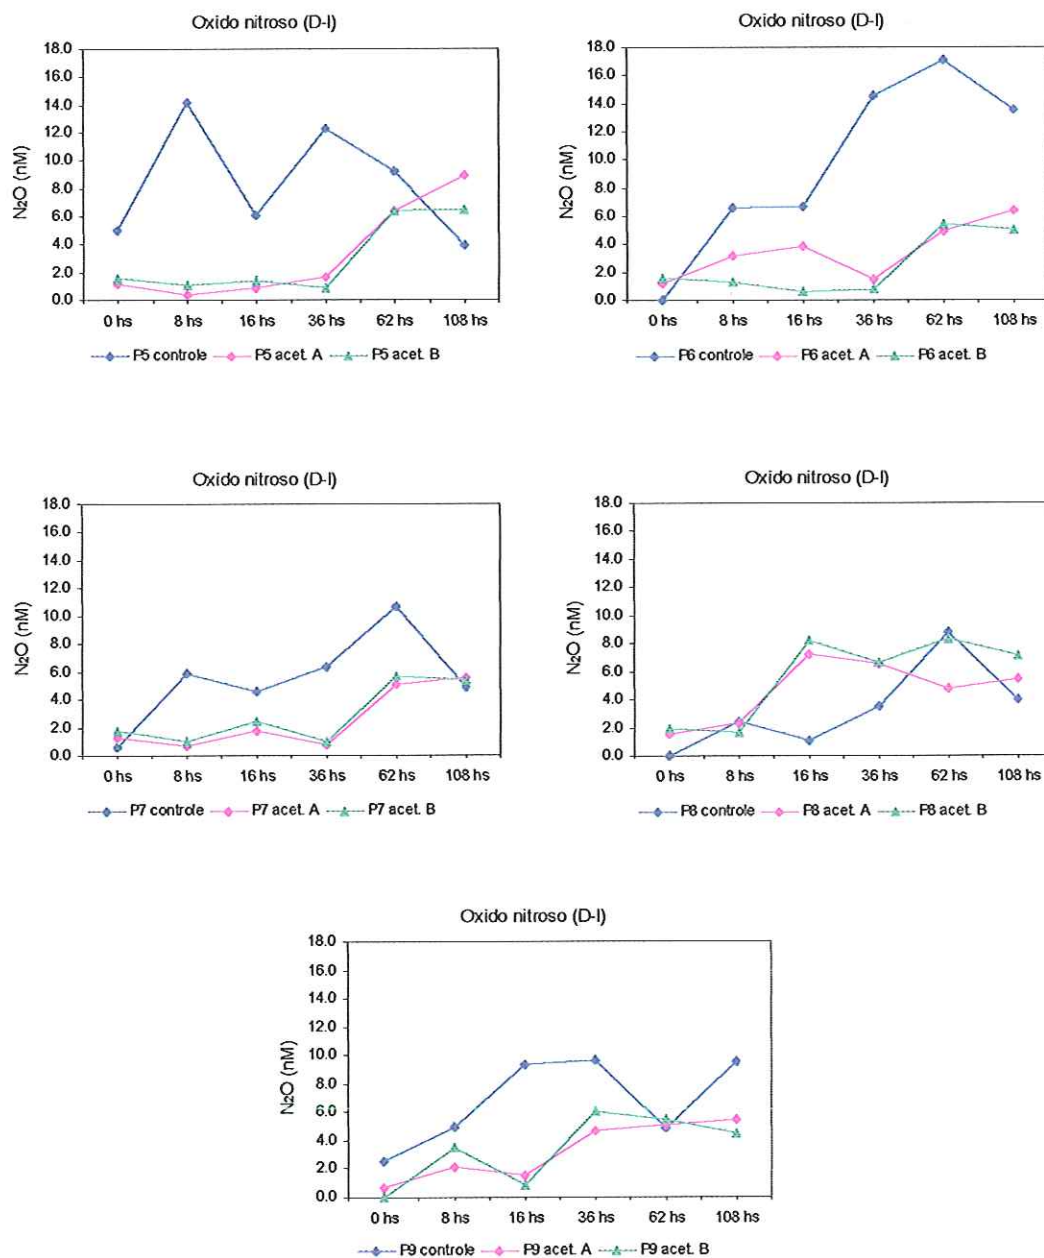 Oxido nitroso (D-I)
18.0
16.0
14.0
12.0
10.0
8.0
6.0
4.0
2.0
0.0
N₂O (nM)
0 hs 8 hs 16 hs 36 hs 62 hs 108 hs
P5 controle P5 acet. A P5 acet. B
Oxido nitroso (D-I)
18.0
16.0
14.0
12.0
10.0
8.0
6.0
4.0
2.0
0.0
N₂O (nM)
0 hs 8 hs 16 hs 36 hs 62 hs 108 hs
P6 controle P6 acet. A P6 acet. B
Oxido nitroso (D-I)
18.0
16.0
14.0
12.0
10.0
8.0
6.0
4.0
2.0
0.0
N₂O (nM)
0 hs 8 hs 16 hs 36 hs 62 hs 108 hs
P7 controle P7 acet. A P7 acet. B
Oxido nitroso (D-I)
18.0
16.0
14.0
12.0
10.0
8.0
6.0
4.0
2.0
0.0
N₂O (nM)
0 hs 8 hs 16 hs 36 hs 62 hs 108 hs
P8 controle P8 acet. A P8 acet. B
Oxido nitroso (D-I)
18.0
16.0
14.0
12.0
10.0
8.0
6.0
4.0
2.0
0.0
N₂O (nM)
0 hs 8 hs 16 hs 36 hs 62 hs 108 hs
P9 controle P9 acet. A P9 acet. B